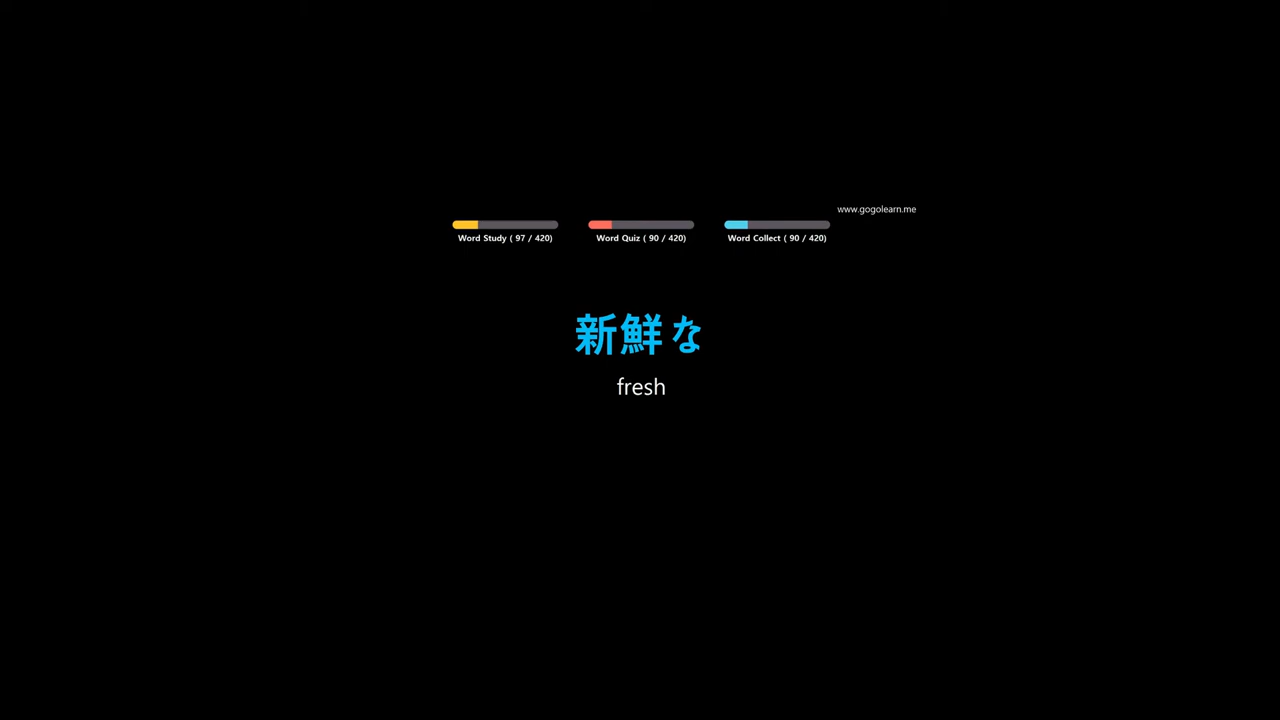 www.gogolearn.me
Word Study ( 97 / 420)
Word Quiz ( 90 / 420)
Word Collect ( 90 / 420)
新鮮な
fresh